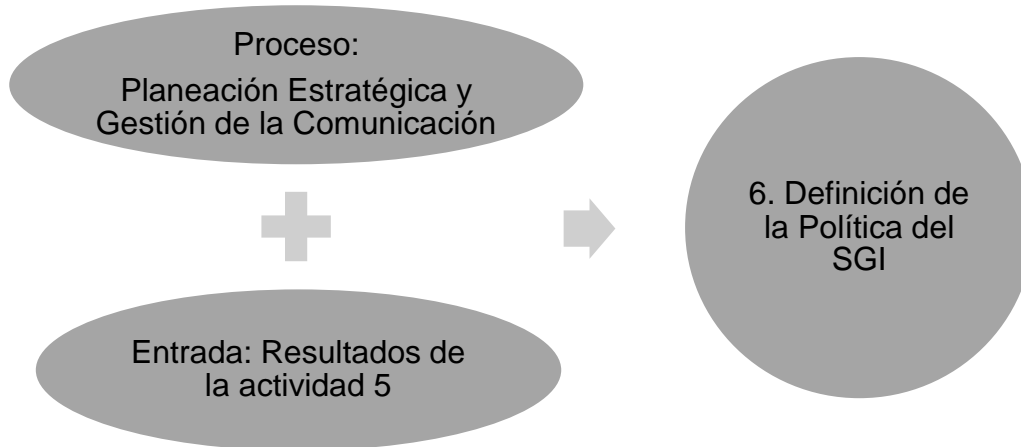 Proceso:
Planeación Estratégica y
Gestión de la Comunicación
Entrada: Resultados de
la actividad 5
6. Definición de
la Política del
SGI